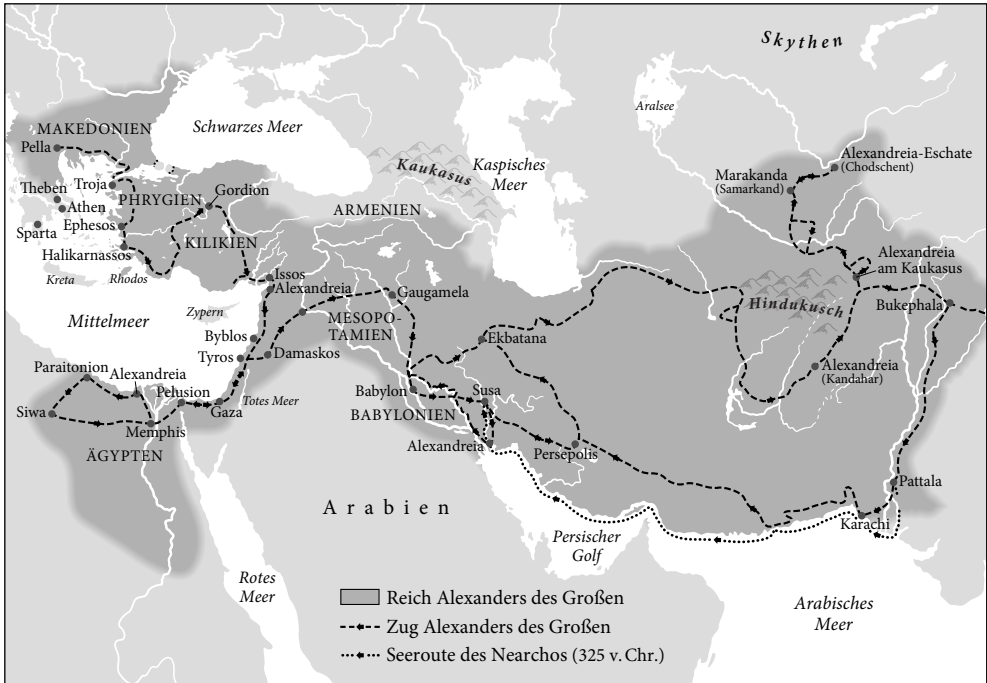 Skythen
Aralsee
MAKEDONIEN
Pella
Schwarzes Meer
Kaukasus
Kaspisches
Meer
Alexandreia-Eschate
(Chodschent)
Marakanda
(Samarkand)
Theben
Troja
PHRYGIEN
Gordion
Athen
ARMENIEN
Sparta
Ephesos
KILIKIEN
Halikarnassos
Alexandreia
am Kaukasus
Kreta
Rhodos
Issos
Alexandreia
Gaugamela
Hindukusch
Bukephala
Mittelmeer
Zypern
MESOPO-
TAMIEN
Byblos
Ekbatana
Tyros
Damaskos
Paraitonion
Alexandreia
Pelusion
Alexandreia
(Kandahar)
Siwa
Gaza
Totes Meer
Babylon
Susa
BABYLONIEN
Memphis
Alexandreia
Persepolis
ÄGYPTEN
Pattala
Arabien
Karachi
Persischer
Golf
Rotes
Meer
Arabisches
Meer
Reich Alexanders des Großen
Zug Alexanders des Großen
Seeroute des Nearchos (325 v. Chr.)